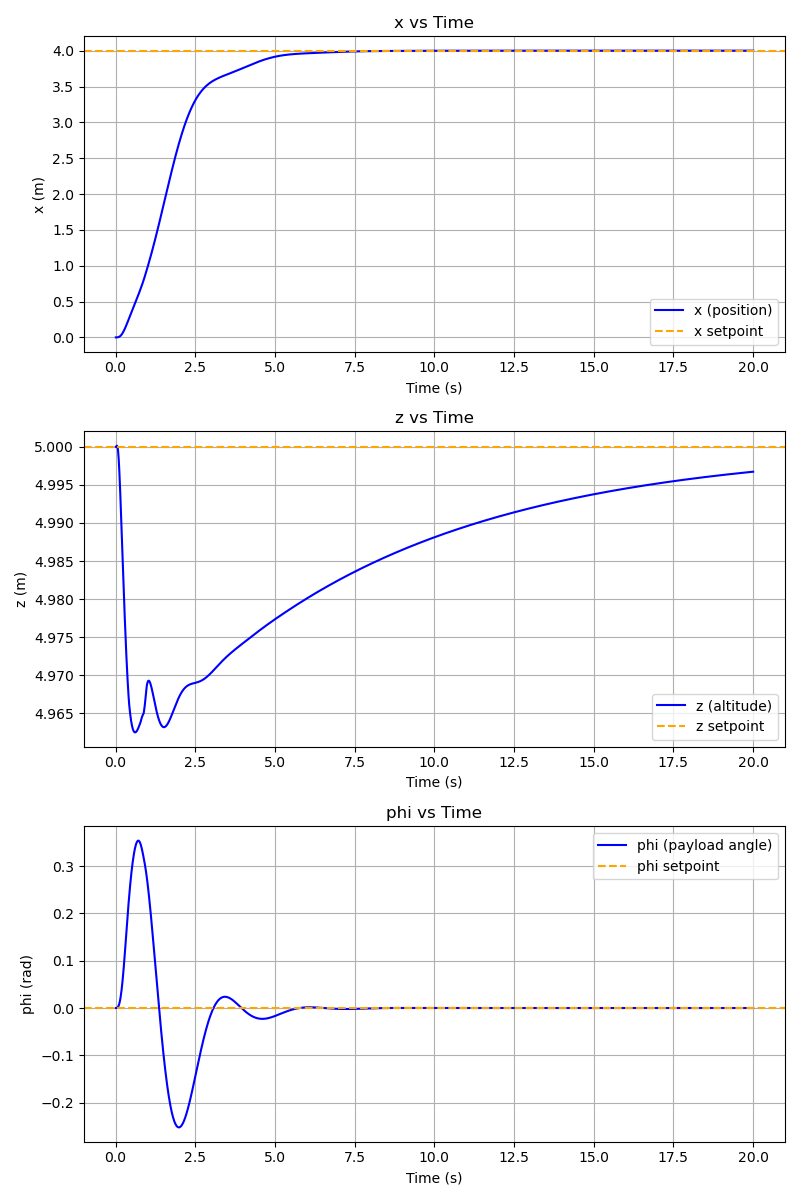 x vs Time
4.0
3.5
3.0
2.5
2.0
1.5
1.0
0.5
0.0
x (m)
x (position)
x setpoint
0.0 2.5 5.0 7.5 10.0 12.5 15.0 17.5 20.0
Time (s)
z vs Time
5.000
4.995
4.990
4.985
4.980
4.975
4.970
4.965
z (m)
z (altitude)
z setpoint
0.0 2.5 5.0 7.5 10.0 12.5 15.0 17.5 20.0
Time (s)
phi vs Time
0.3
0.2
0.1
0.0
−0.1
−0.2
phi (rad)
phi (payload angle)
phi setpoint
0.0 2.5 5.0 7.5 10.0 12.5 15.0 17.5 20.0
Time (s)